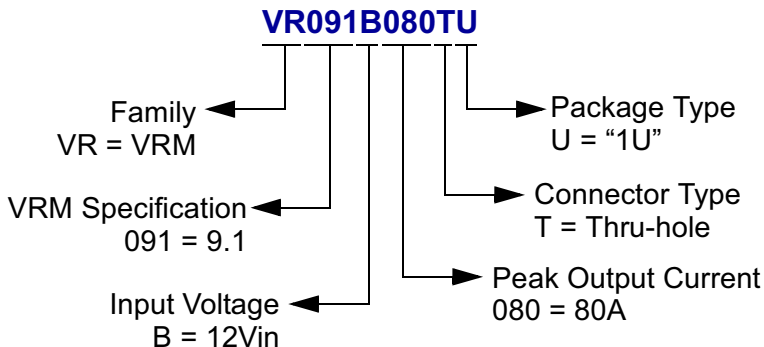 VR091B080TU
Family
VR = VRM
VRM Specification
091 = 9.1
Input Voltage
B = 12Vin
Package Type
U = “1U”
Connector Type
T = Thru-hole
Peak Output Current
080 = 80A